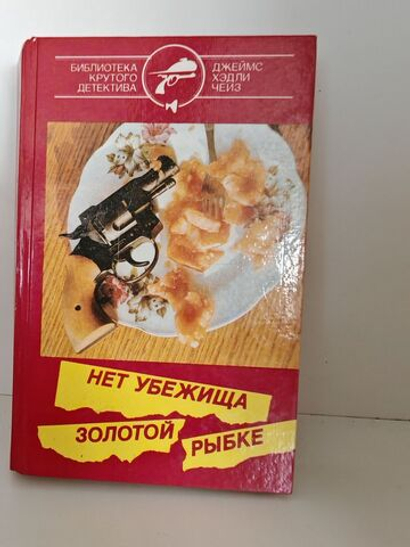 БИБЛИОТЕКА
КРУТОГО
ДЕТЕКТИВА
ДЖЕЙМС
ХЭДЛИ
ЧЕЙЗ
НЕТ УБЕЖИЩА
ЗОЛОТОЙ РЫБКЕ